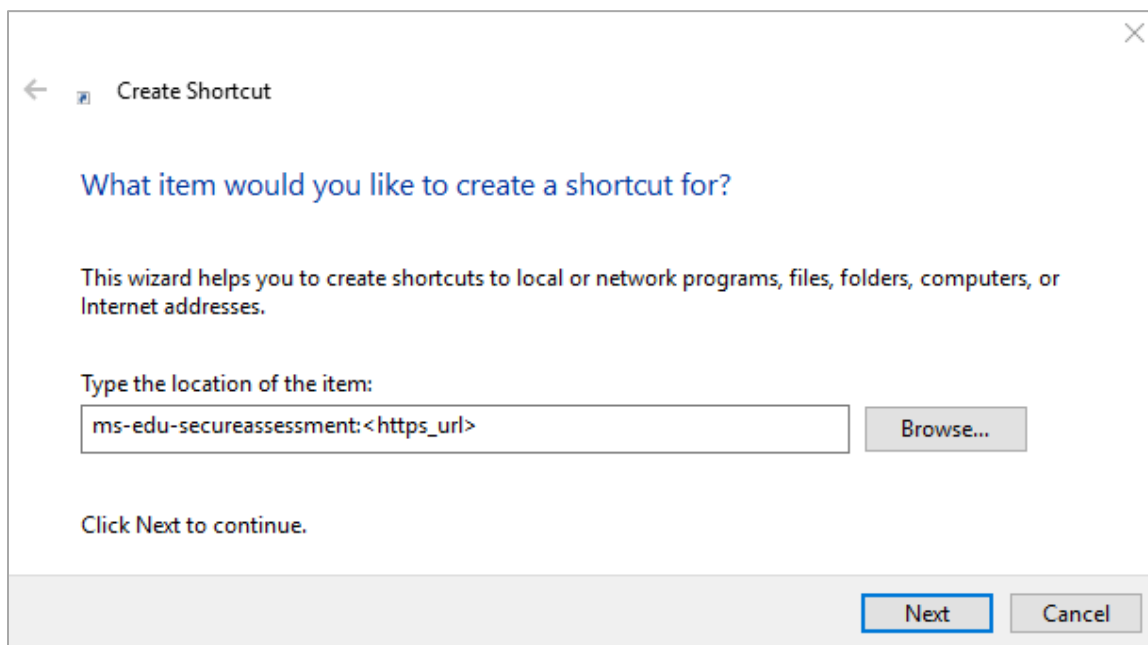 Create Shortcut
What item would you like to create a shortcut for?
This wizard helps you to create shortcuts to local or network programs, files, folders, computers, or
Internet addresses.
Type the location of the item:
ms-edu-secureassessment:<https_url>
Browse...
Click Next to continue.
Next
Cancel